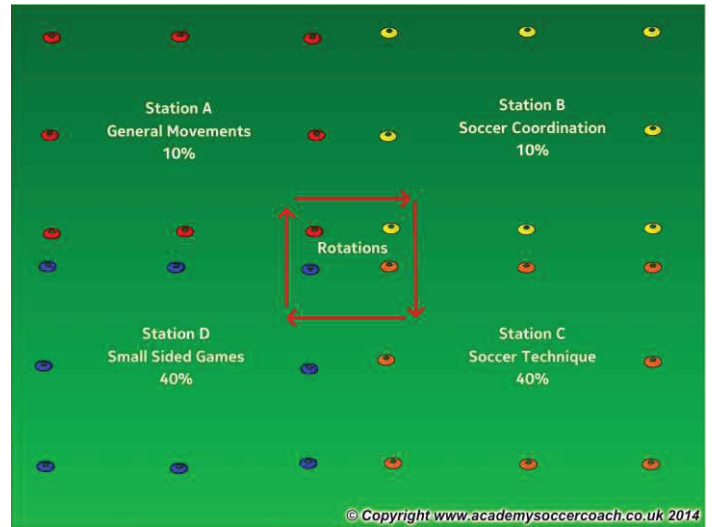 Station A
General Movements
10%
Station B
Soccer Coordination
10%
Rotations
Station D
Small Sided Games
40%
Station C
Soccer Technique
40%
© Copyright www.academysoccercoach.co.uk 2014